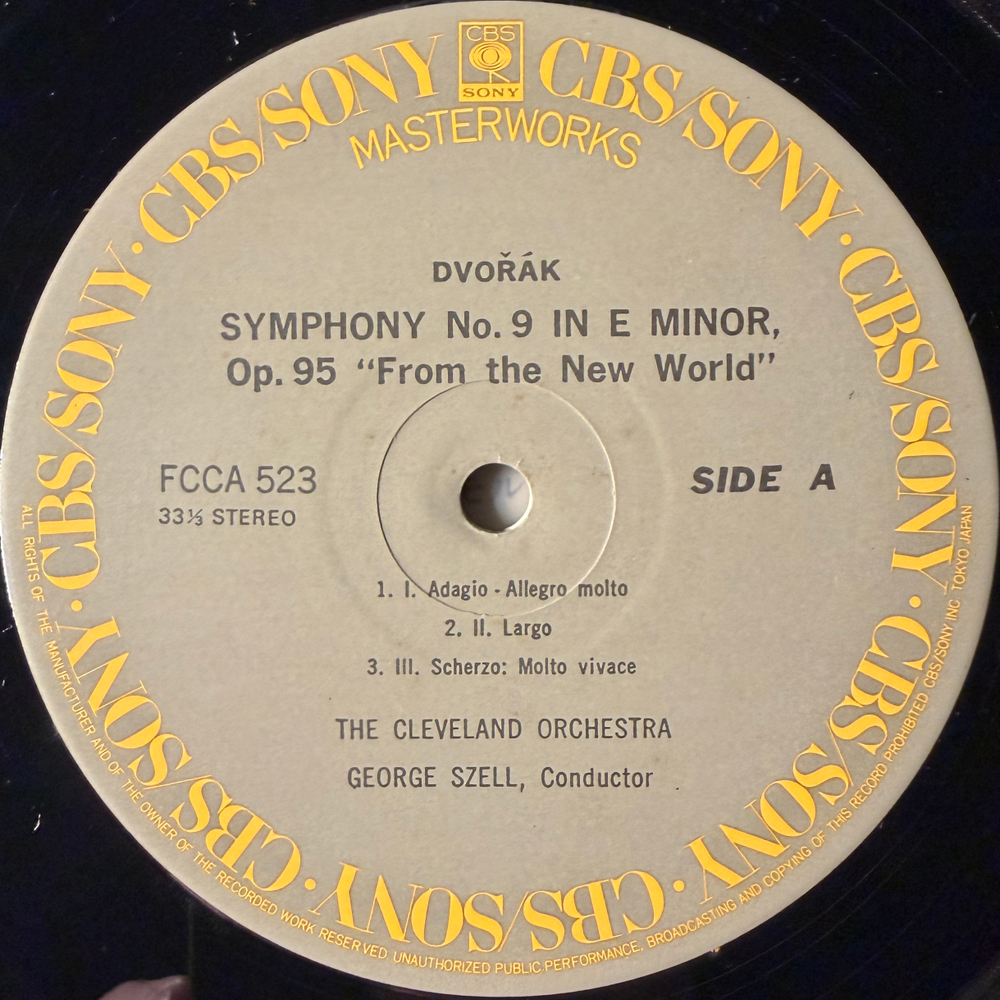 CBS
SONY
CBS/SONY · CBS/SONY · CBS/SONY · CBS/SONY · CBS/SONY · CBS/SONY · CBS/SONY · CBS/SONY
MASTERWORKS
DVOŘÁK
SYMPHONY No. 9 IN E MINOR,
Op. 95 “From the New World”
FCCA 523
33⅓ STEREO
SIDE A
1. I. Adagio - Allegro molto
2. II. Largo
3. III. Scherzo: Molto vivace
THE CLEVELAND ORCHESTRA
GEORGE SZELL, Conductor
ALL RIGHTS OF THE MANUFACTURER AND OF THE OWNER OF THE RECORDED WORK RESERVED. UNAUTHORIZED PUBLIC PERFORMANCE, BROADCASTING AND COPYING OF THIS RECORD PROHIBITED CBS/SONY INC. TOKYO JAPAN